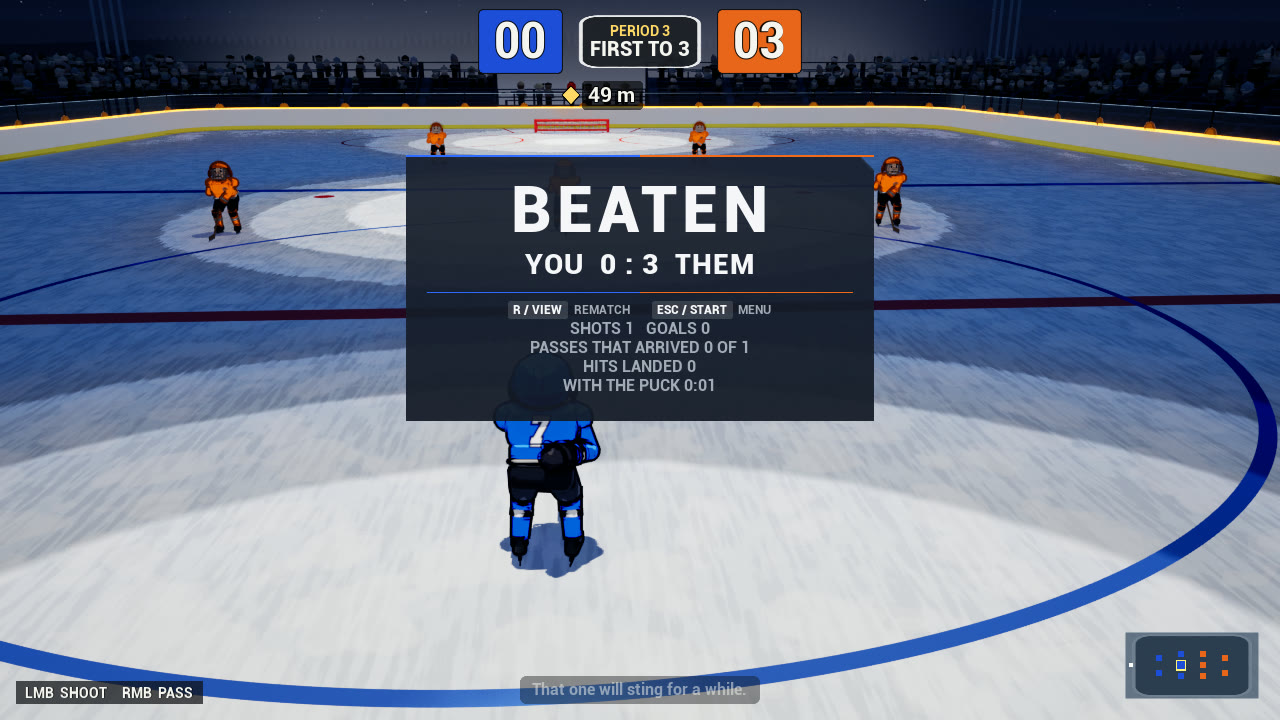 00
PERIOD 3
FIRST TO 3
03
49 m
BEATEN
YOU 0 : 3 THEM
R / VIEW REMATCH ESC / START MENU
SHOTS 1 GOALS 0
PASSES THAT ARRIVED 0 OF 1
HITS LANDED 0
WITH THE PUCK 0:01
7
LMB SHOOT RMB PASS
That one will sting for a while.